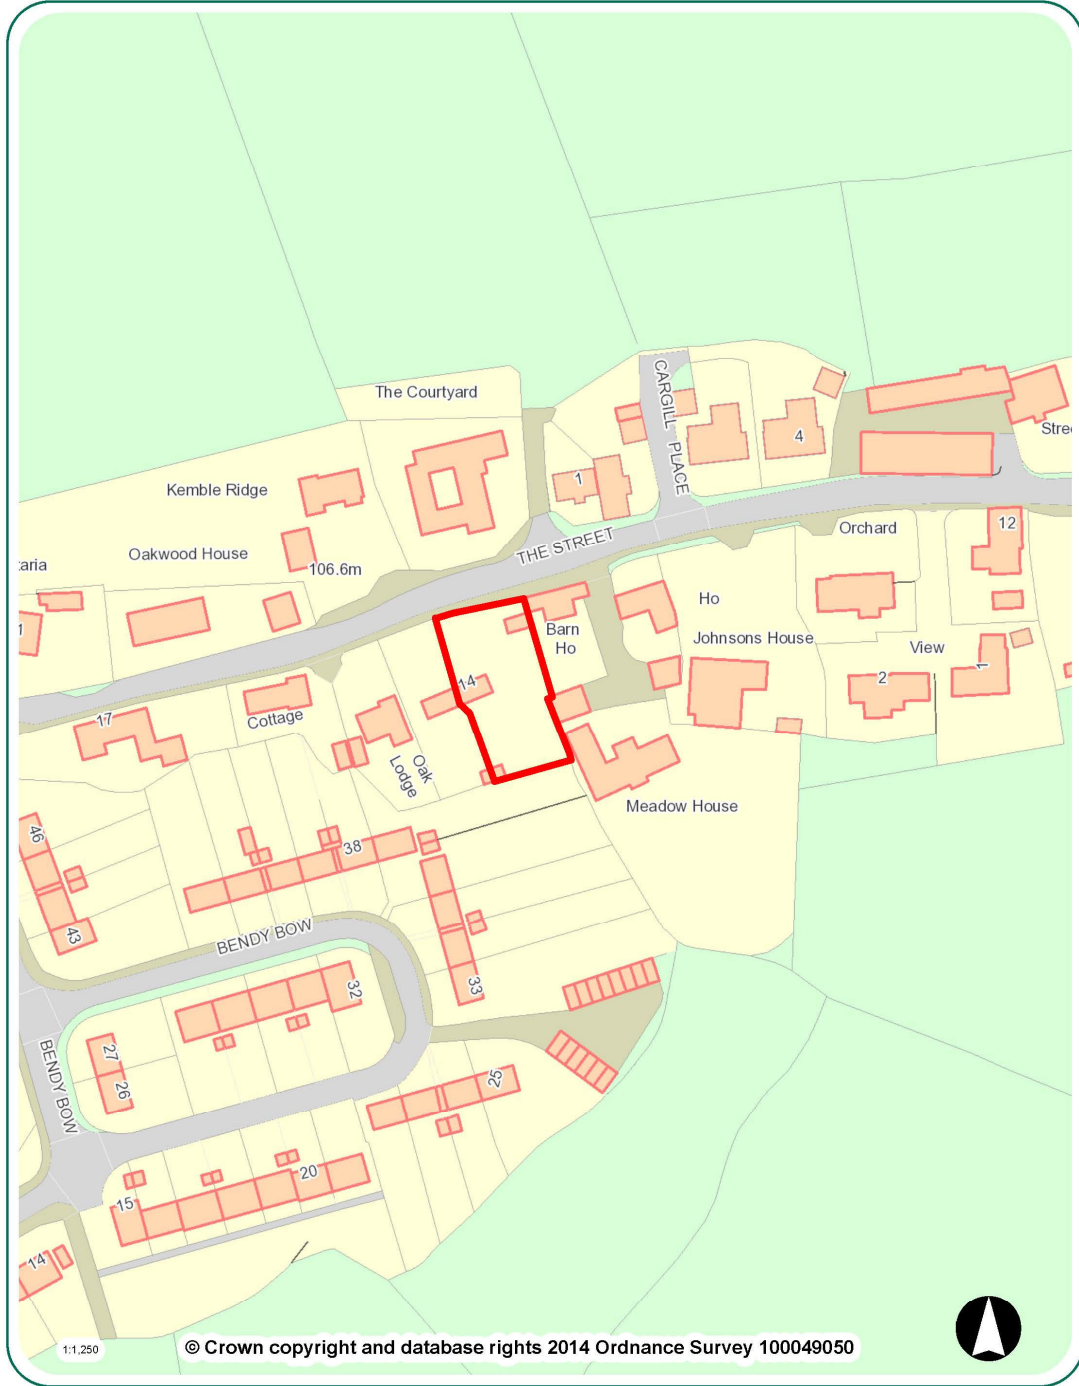 The Courtyard
CARGILL PLACE
4
Stree
Kemble Ridge
1
THE STREET
Orchard
12
Oakwood House
106.6m
taria
1
Ho
Barn
Ho
Johnsons House
View
1
2
14
17
Cottage
Oak
Lodge
Meadow House
46
38
43
BENDY BOW
33
32
27
26
25
BENDY BOW
20
15
14
1:1,250
© Crown copyright and database rights 2014 Ordnance Survey 100049050